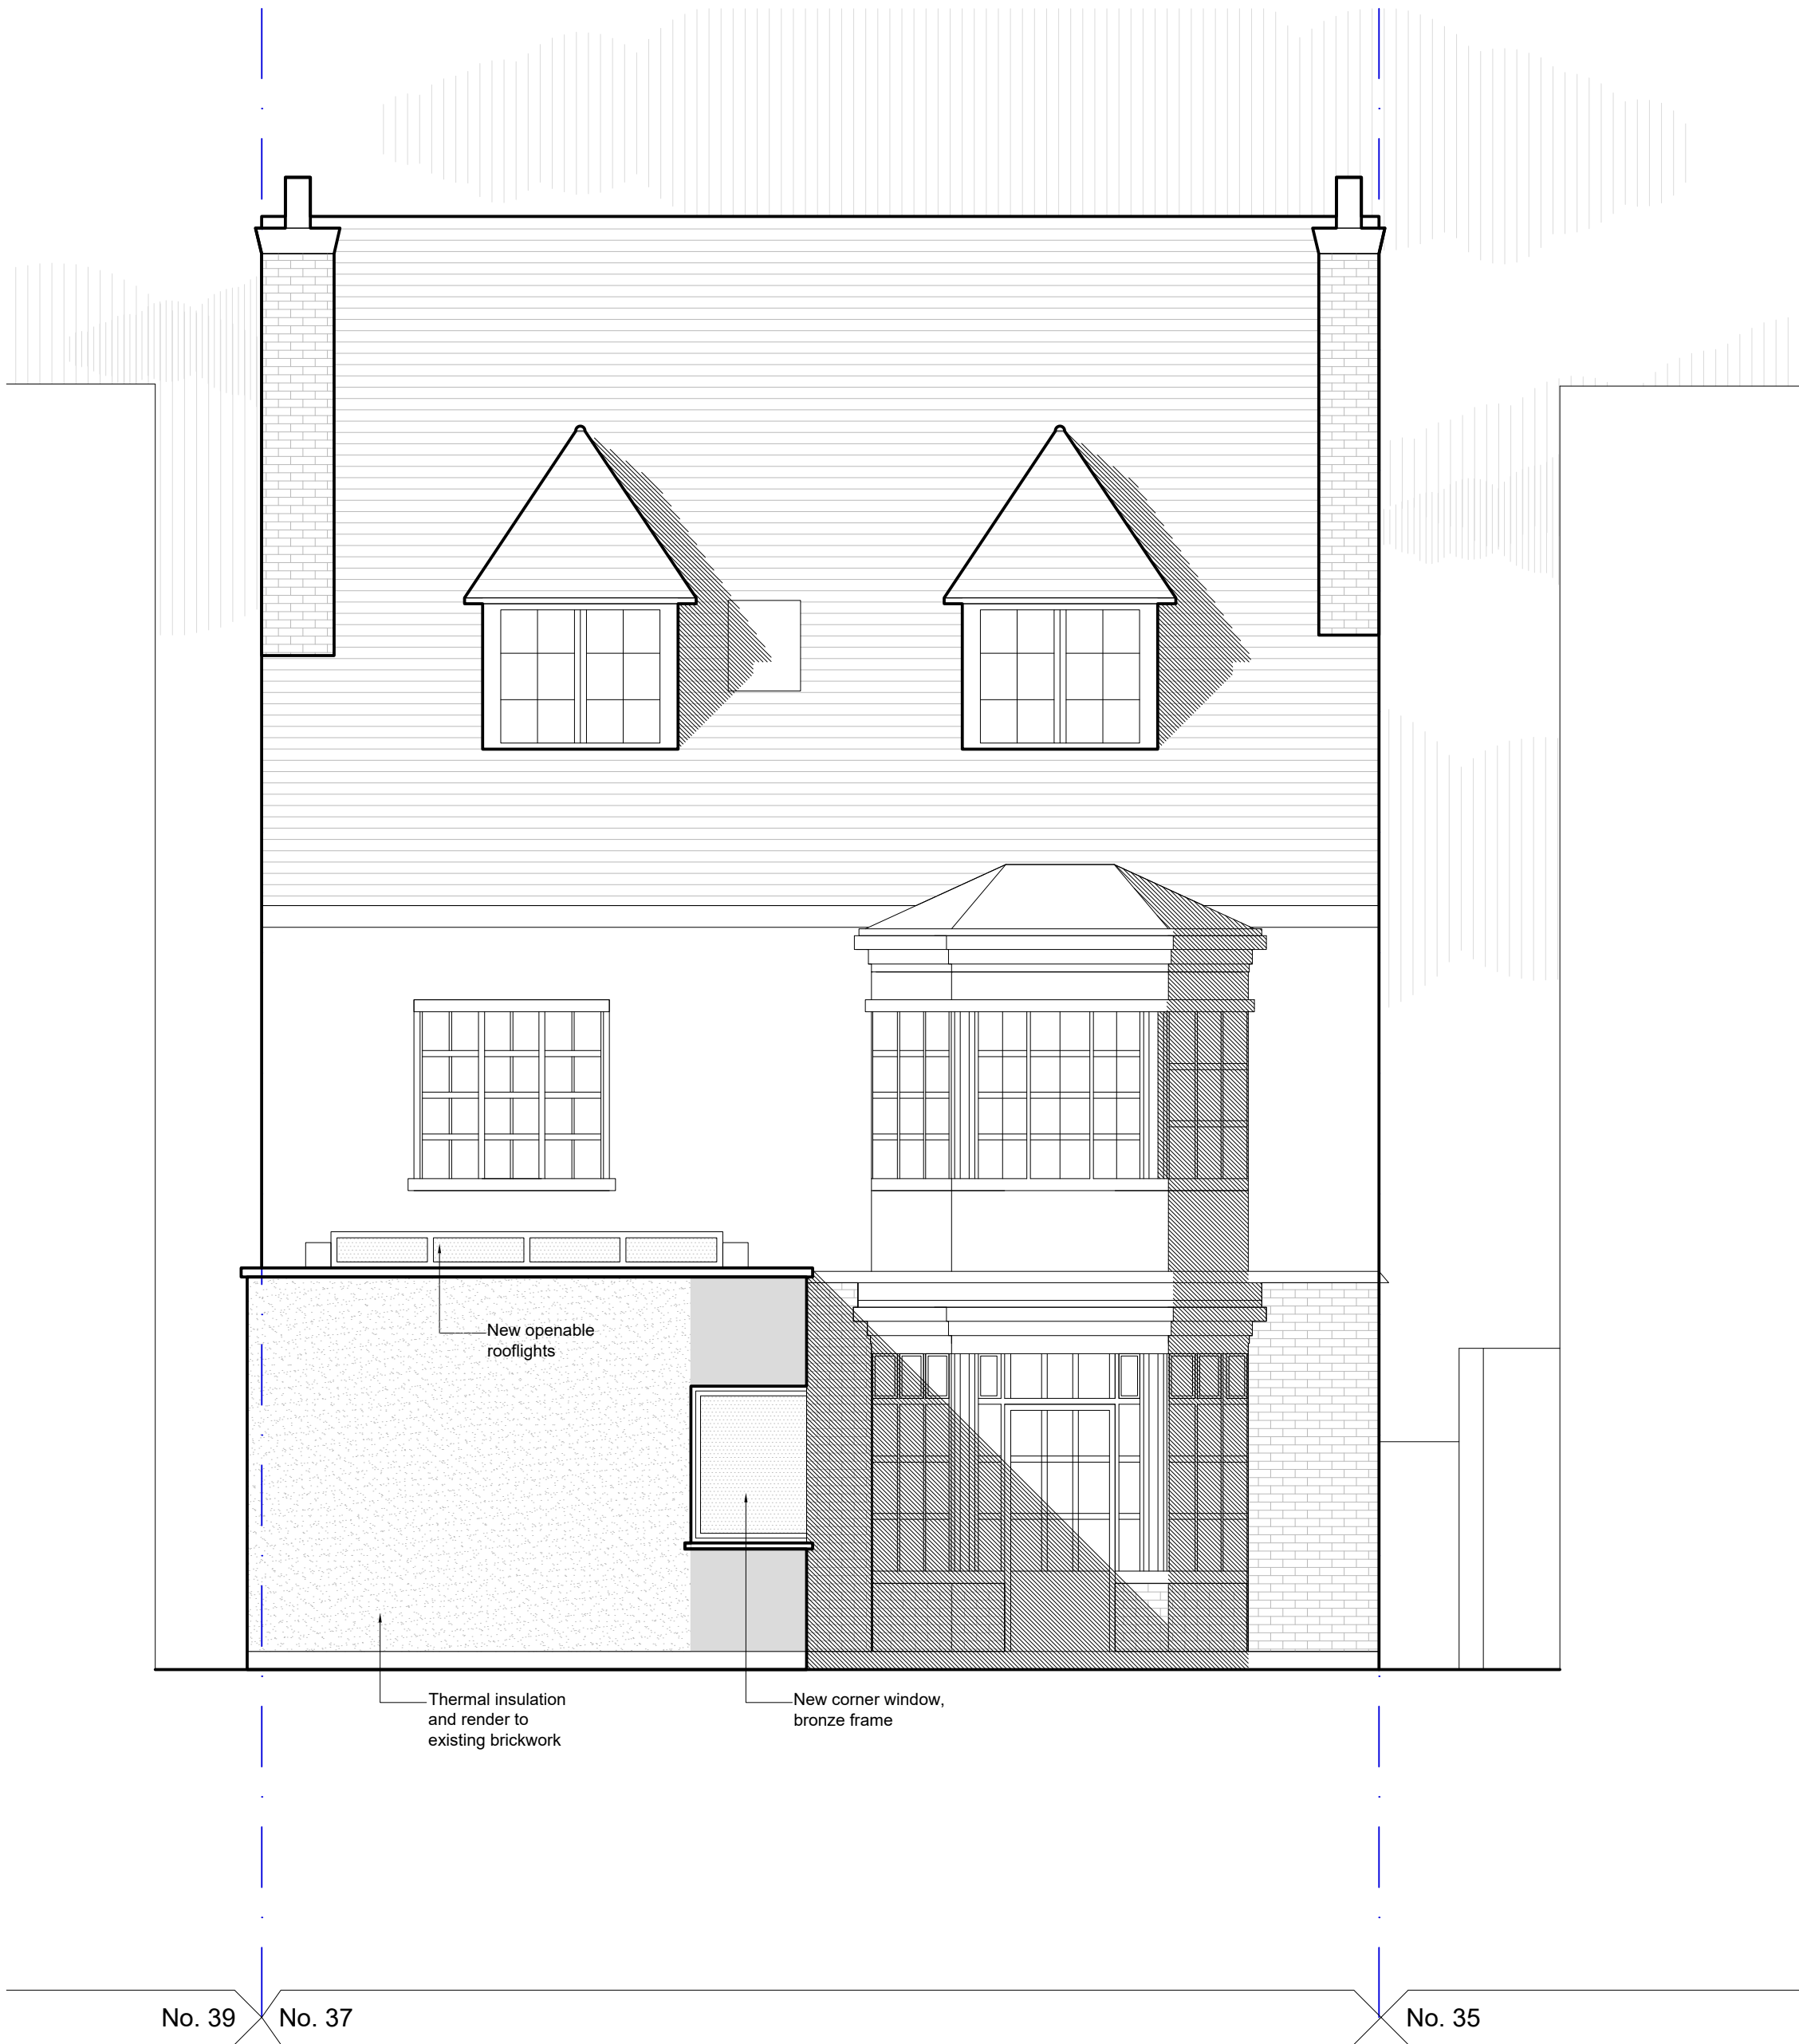 New openable
rooflights
Thermal insulation
and render to
existing brickwork
New corner window,
bronze frame
No. 39
No. 37
No. 35